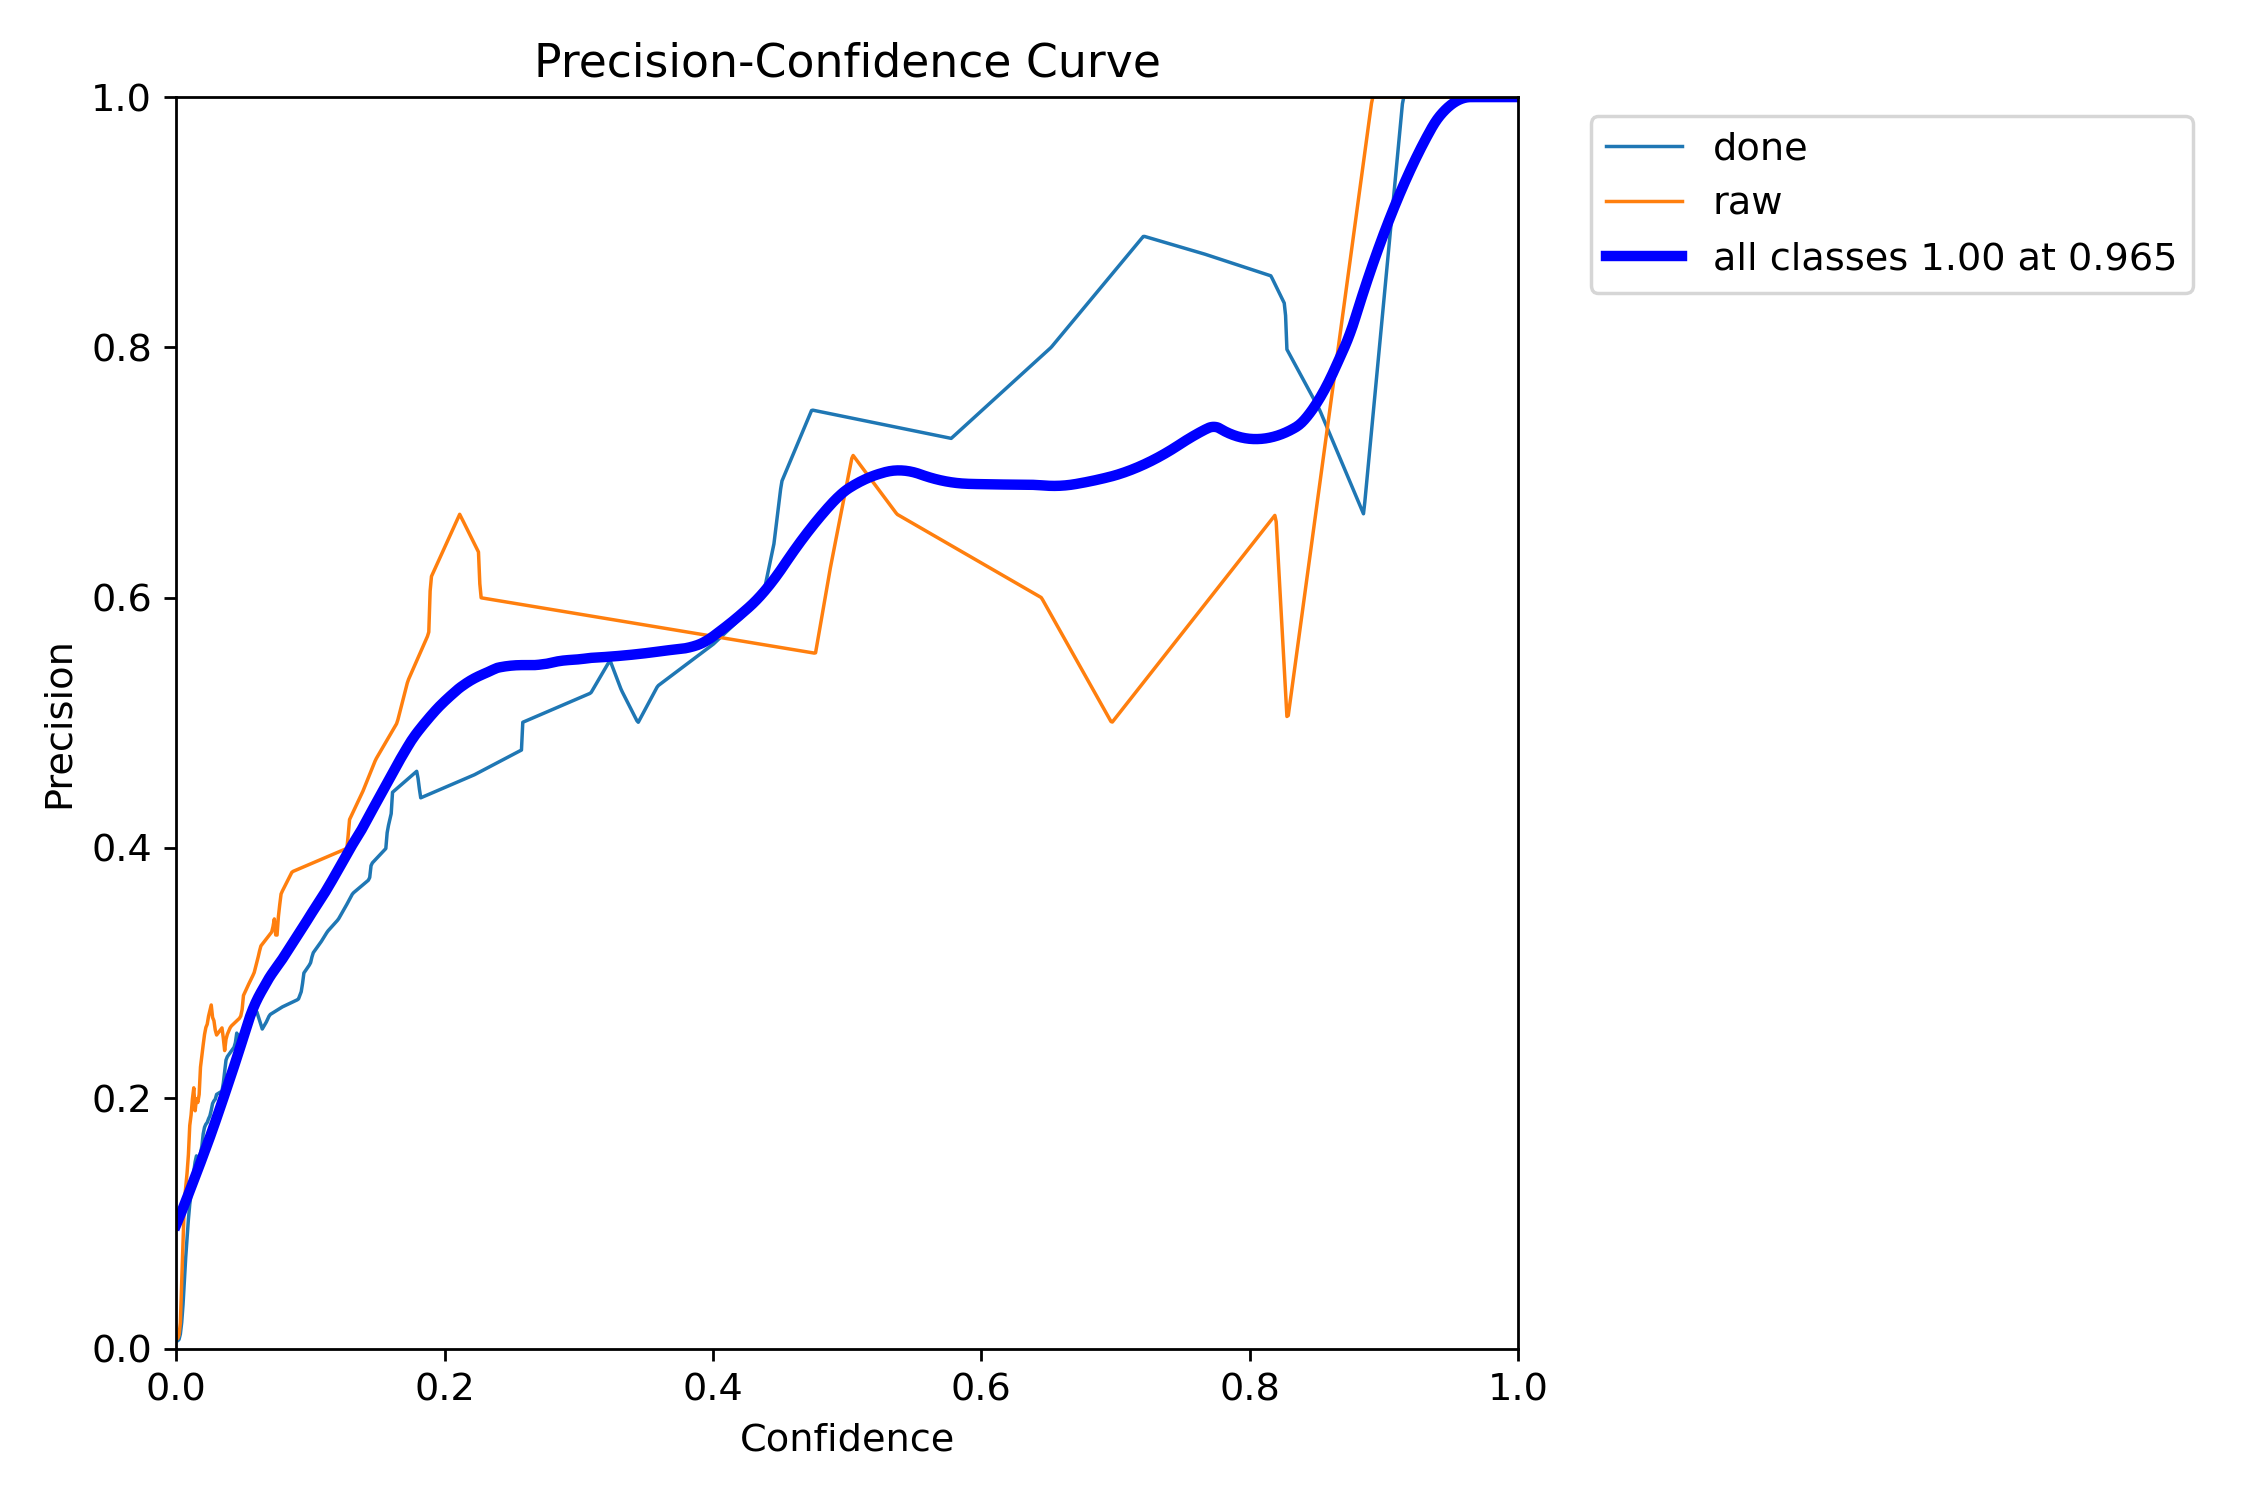 Precision-Confidence Curve
1.0
0.8
0.6
0.4
0.2
0.0
Precision
0.0 0.2 0.4 0.6 0.8 1.0
Confidence
done
raw
all classes 1.00 at 0.965